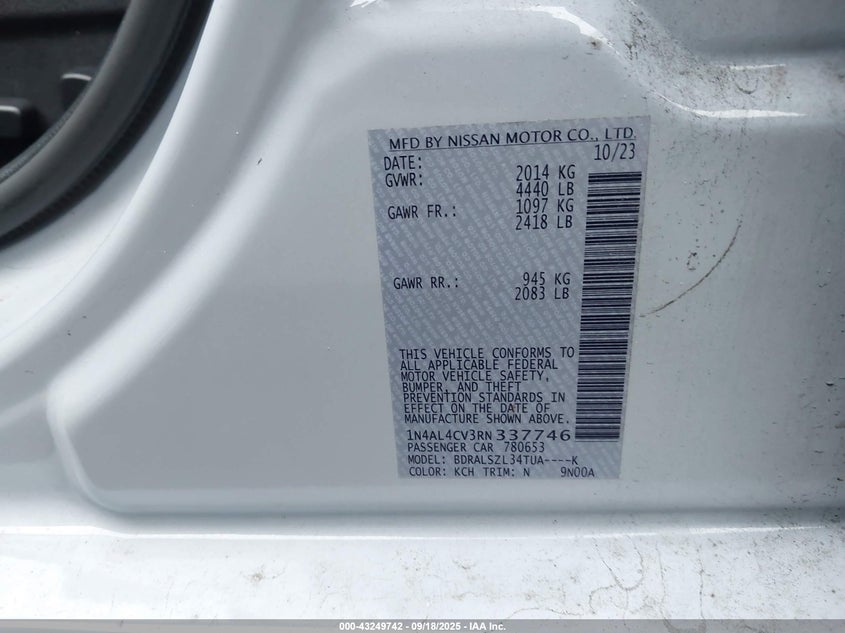 MFD BY NISSAN MOTOR CO., LTD.
DATE: 10/23
GVWR: 2014 KG
4440 LB
GAWR FR.: 1097 KG
2418 LB
GAWR RR.: 945 KG
2083 LB
THIS VEHICLE CONFORMS TO
ALL APPLICABLE FEDERAL
MOTOR VEHICLE SAFETY,
BUMPER, AND THEFT
PREVENTION STANDARDS IN
EFFECT ON THE DATE OF
MANUFACTURE SHOWN ABOVE.
1N4AL4CV3RN337746
PASSENGER CAR 780653
MODEL: BDRALSZL34TUA----K
COLOR: KCH TRIM: N 9N00A
000-43249742 - 09/18/2025 - IAA Inc.